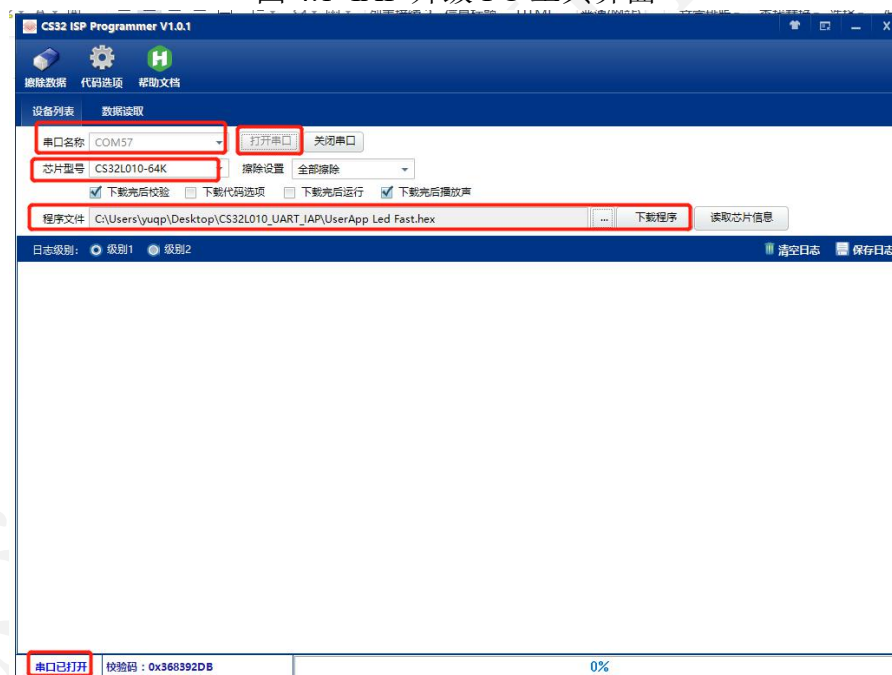 CS32 ISP Programmer V1.0.1
X
擦除数据 代码选项 帮助文档
设备列表 数据读取
串口名称 COM57 打开串口 关闭串口
芯片型号 CS32L010-64K 擦除设置 全部擦除
下载完后校验 下载代码选项 下载完后运行 下载完后播放声
程序文件 C:\Users\yuqp\Desktop\CS32L010_UART_IAP\UserApp Led Fast.hex ... 下载程序 读取芯片信息
日志级别: 级别1 级别2 清空日志 保存日志
串口已打开 校验码：0x368392DB 0%